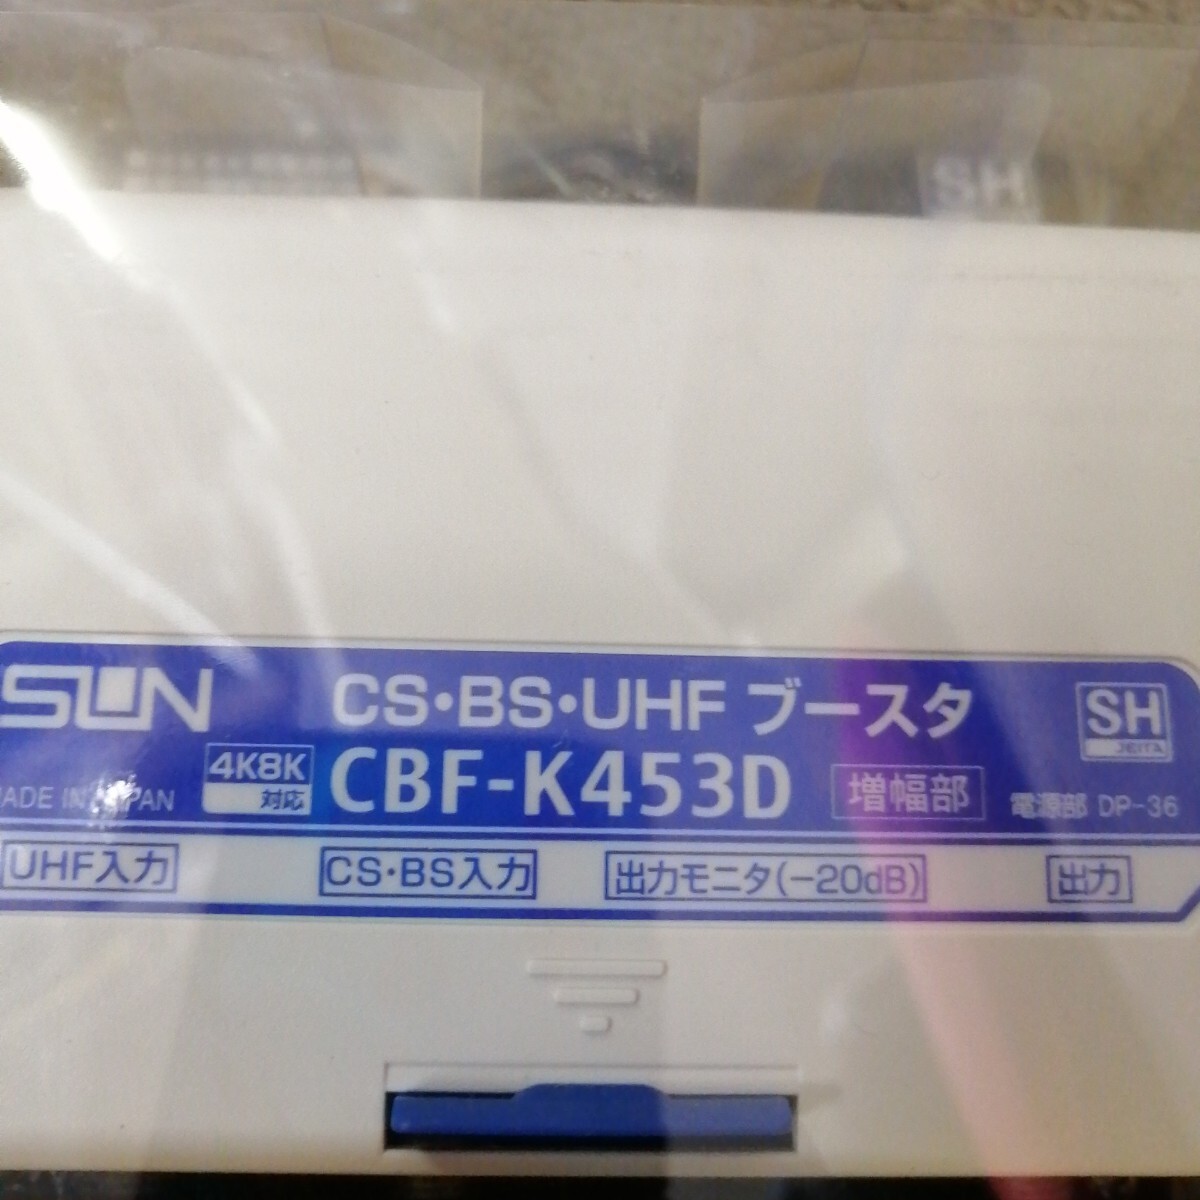 SH
SUN
CS・BS・UHF ブースタ
SH
JEITA
4K8K
対応
CBF-K453D
増幅部
電源部 DP-36
MADE IN JAPAN
UHF入力
CS・BS入力
出力モニタ(-20dB)
出力